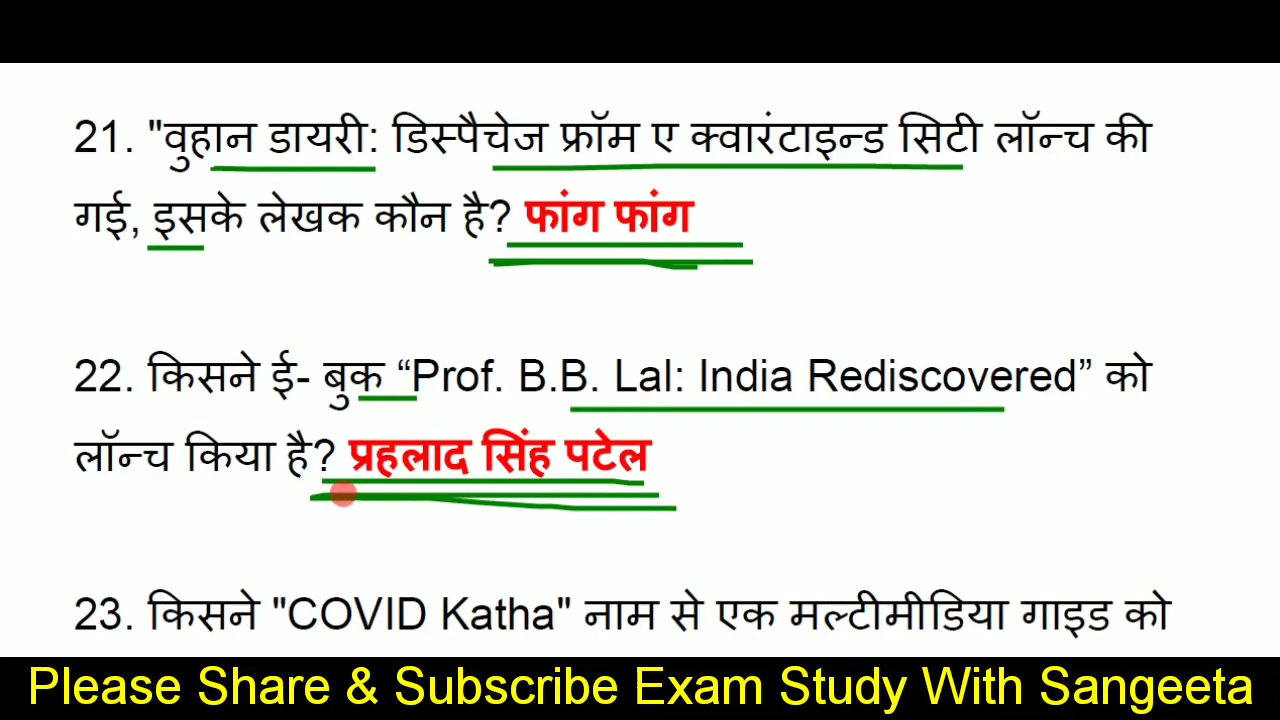 21. "वुहान डायरी: डिस्पैचेज फ्रॉम ए क्वारंटाइन्ड सिटी लॉन्च की
गई, इसके लेखक कौन है? फांग फांग
22. किसने ई- बुक “Prof. B.B. Lal: India Rediscovered” को
लॉन्च किया है? प्रहलाद सिंह पटेल
23. किसने "COVID Katha" नाम से एक मल्टीमीडिया गाइड को
Please Share & Subscribe Exam Study With Sangeeta